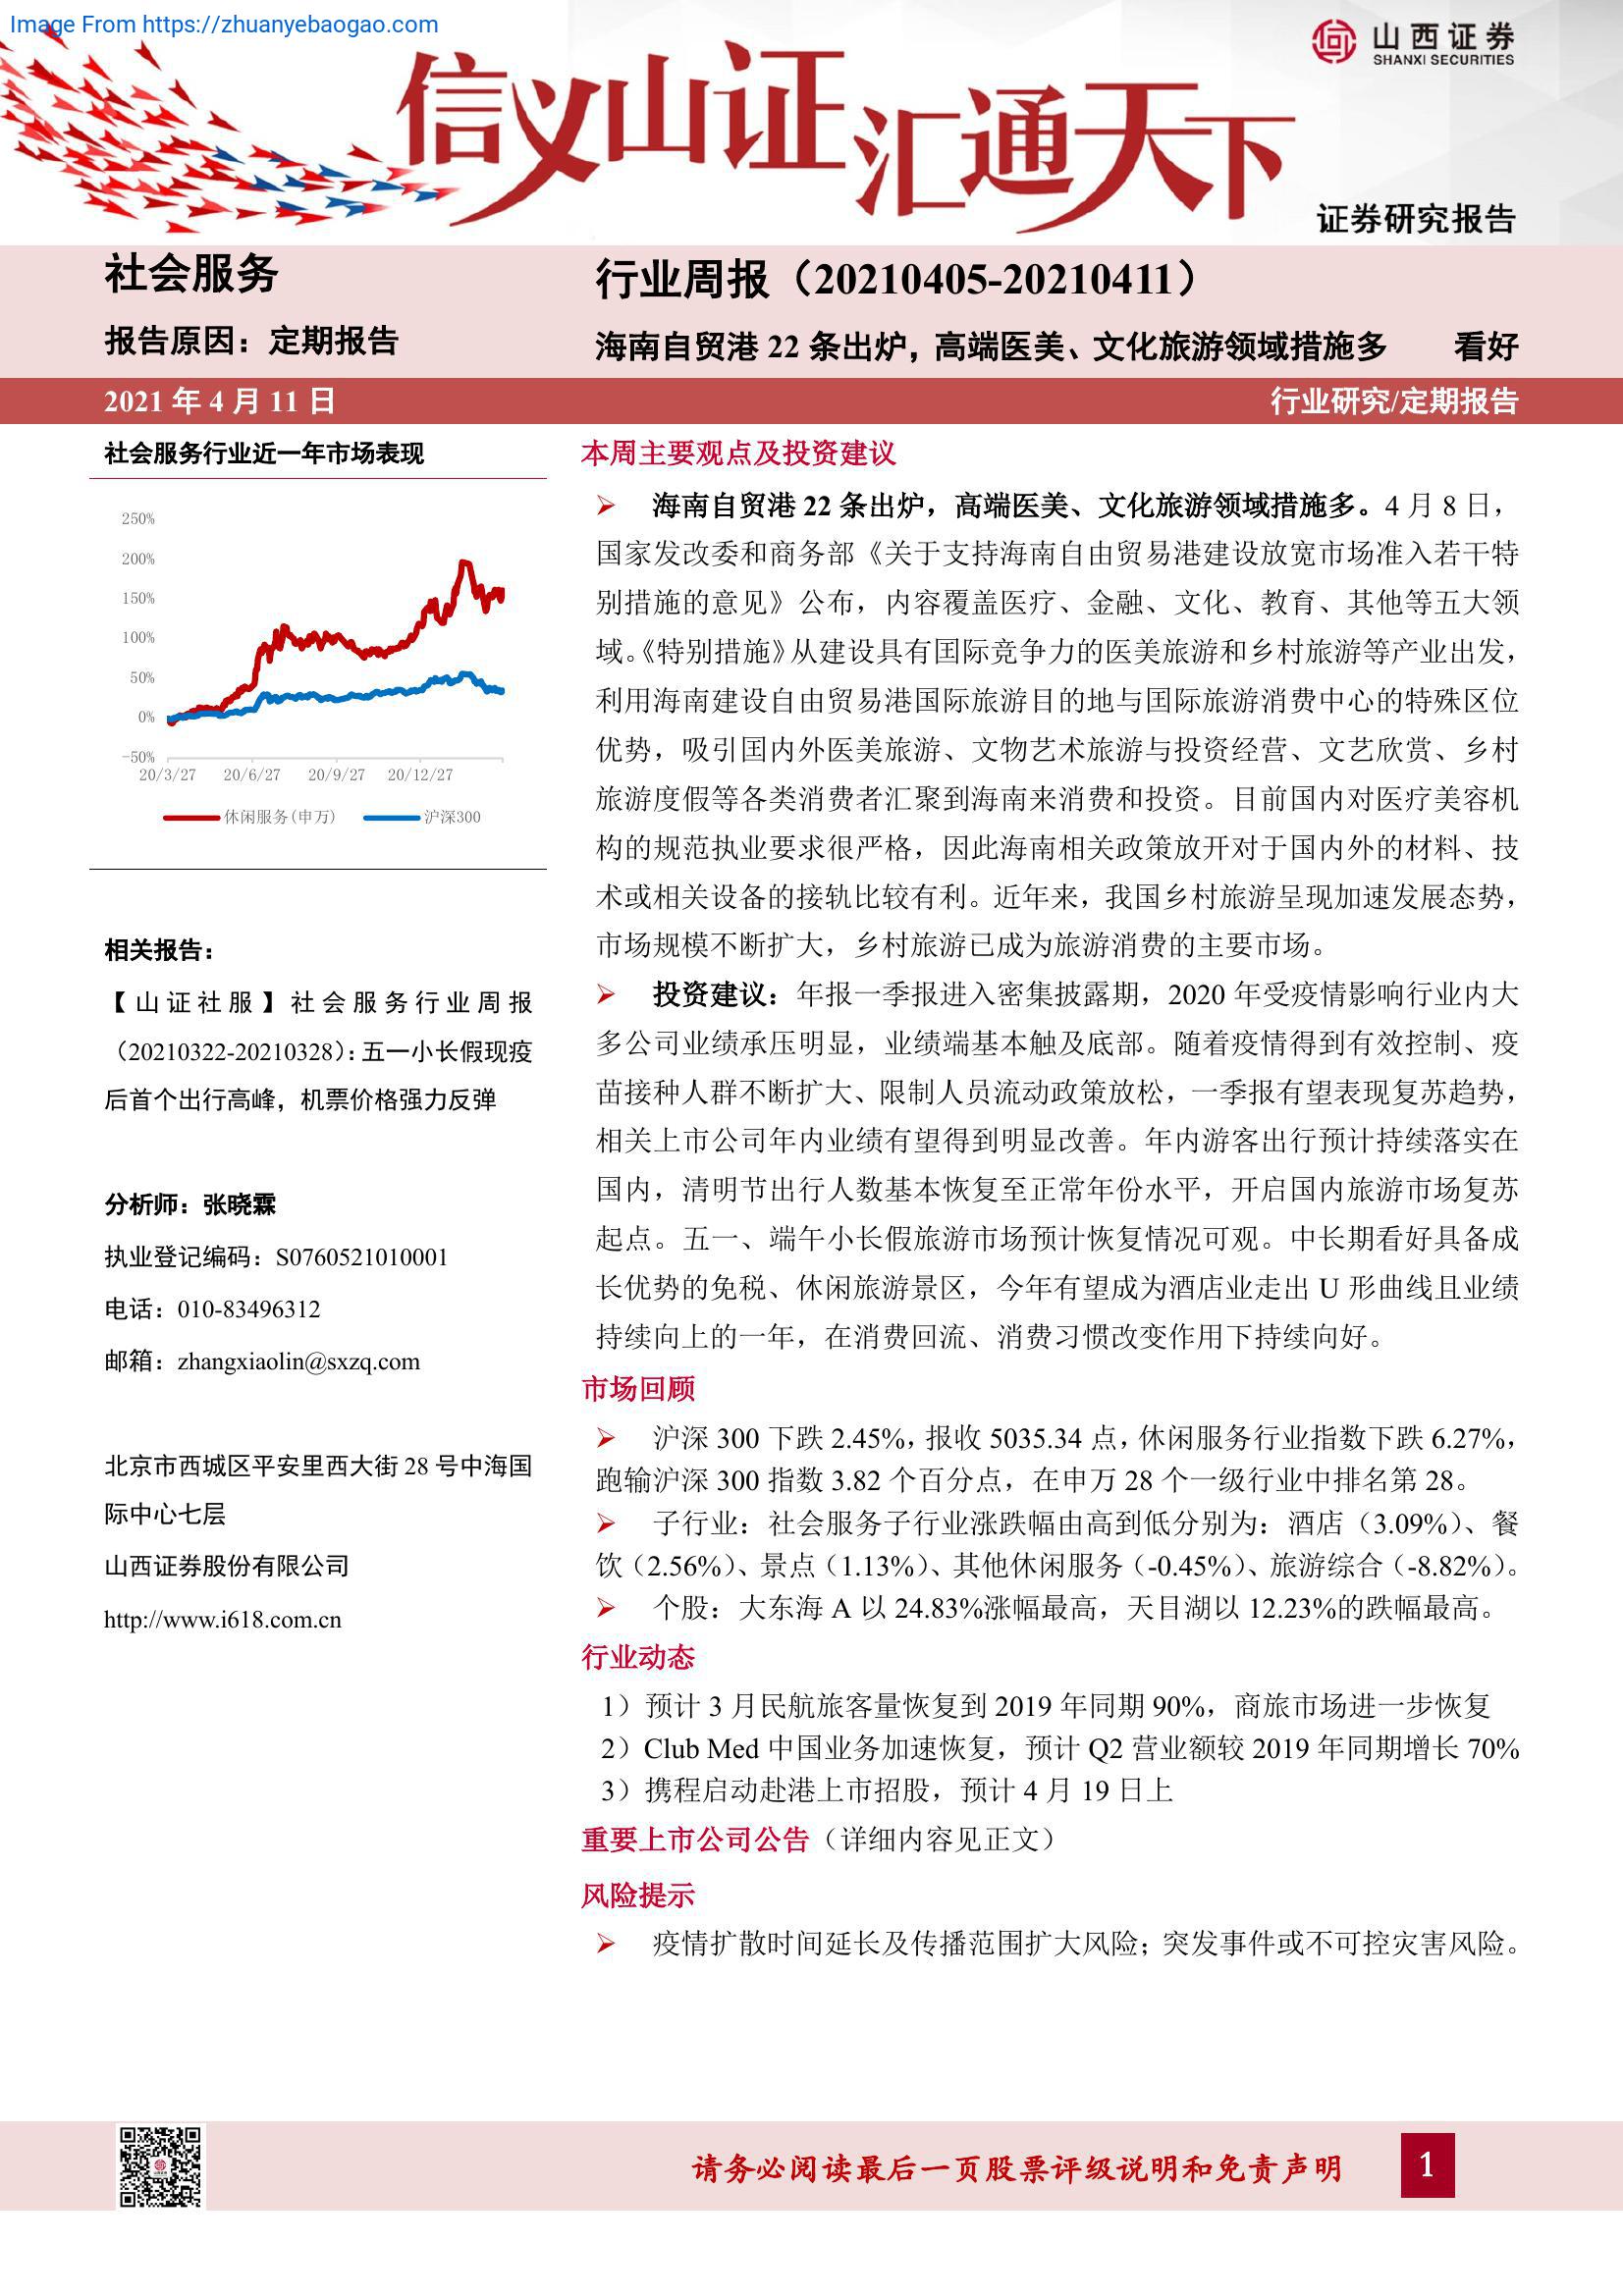 Image From https://zhuanyebaogao.com
山西证券
SHANXI SECURITIES
信义山证汇通天下
证券研究报告
社会服务
报告原因：定期报告
行业周报（20210405-20210411）
海南自贸港 22 条出炉，高端医美、文化旅游领域措施多 看好
2021 年 4 月 11 日
行业研究/定期报告
社会服务行业近一年市场表现
250%
200%
150%
100%
50%
0%
-50%
20/3/27 20/6/27 20/9/27 20/12/27
休闲服务(申万) 沪深300
相关报告：
【山证社服】社会服务行业周报
（20210322-20210328）：五一小长假现疫
后首个出行高峰，机票价格强力反弹
分析师：张晓霖
执业登记编码：S0760521010001
电话：010-83496312
邮箱：zhangxiaolin@sxzq.com
北京市西城区平安里西大街 28 号中海国
际中心七层
山西证券股份有限公司
http://www.i618.com.cn
本周主要观点及投资建议
➢ 海南自贸港 22 条出炉，高端医美、文化旅游领域措施多。4 月 8 日，
国家发改委和商务部《关于支持海南自由贸易港建设放宽市场准入若干特
别措施的意见》公布，内容覆盖医疗、金融、文化、教育、其他等五大领
域。《特别措施》从建设具有国际竞争力的医美旅游和乡村旅游等产业出发，
利用海南建设自由贸易港国际旅游目的地与国际旅游消费中心的特殊区位
优势，吸引国内外医美旅游、文物艺术旅游与投资经营、文艺欣赏、乡村
旅游度假等各类消费者汇聚到海南来消费和投资。目前国内对医疗美容机
构的规范执业要求很严格，因此海南相关政策放开对于国内外的材料、技
术或相关设备的接轨比较有利。近年来，我国乡村旅游呈现加速发展态势，
市场规模不断扩大，乡村旅游已成为旅游消费的主要市场。
➢ 投资建议：年报一季报进入密集披露期，2020 年受疫情影响行业内大
多公司业绩承压明显，业绩端基本触及底部。随着疫情得到有效控制、疫
苗接种人群不断扩大、限制人员流动政策放松，一季报有望表现复苏趋势，
相关上市公司年内业绩有望得到明显改善。年内游客出行预计持续落实在
国内，清明节出行人数基本恢复至正常年份水平，开启国内旅游市场复苏
起点。五一、端午小长假旅游市场预计恢复情况可观。中长期看好具备成
长优势的免税、休闲旅游景区，今年有望成为酒店业走出 U 形曲线且业绩
持续向上的一年，在消费回流、消费习惯改变作用下持续向好。
市场回顾
➢ 沪深 300 下跌 2.45%，报收 5035.34 点，休闲服务行业指数下跌 6.27%，
跑输沪深 300 指数 3.82 个百分点，在申万 28 个一级行业中排名第 28。
➢ 子行业：社会服务子行业涨跌幅由高到低分别为：酒店（3.09%）、餐
饮（2.56%）、景点（1.13%）、其他休闲服务（-0.45%）、旅游综合（-8.82%）。
➢ 个股：大东海 A 以 24.83%涨幅最高，天目湖以 12.23%的跌幅最高。
行业动态
1）预计 3 月民航旅客量恢复到 2019 年同期 90%，商旅市场进一步恢复
2）Club Med 中国业务加速恢复，预计 Q2 营业额较 2019 年同期增长 70%
3）携程启动赴港上市招股，预计 4 月 19 日上
重要上市公司公告（详细内容见正文）
风险提示
➢ 疫情扩散时间延长及传播范围扩大风险；突发事件或不可控灾害风险。
请务必阅读最后一页股票评级说明和免责声明
1